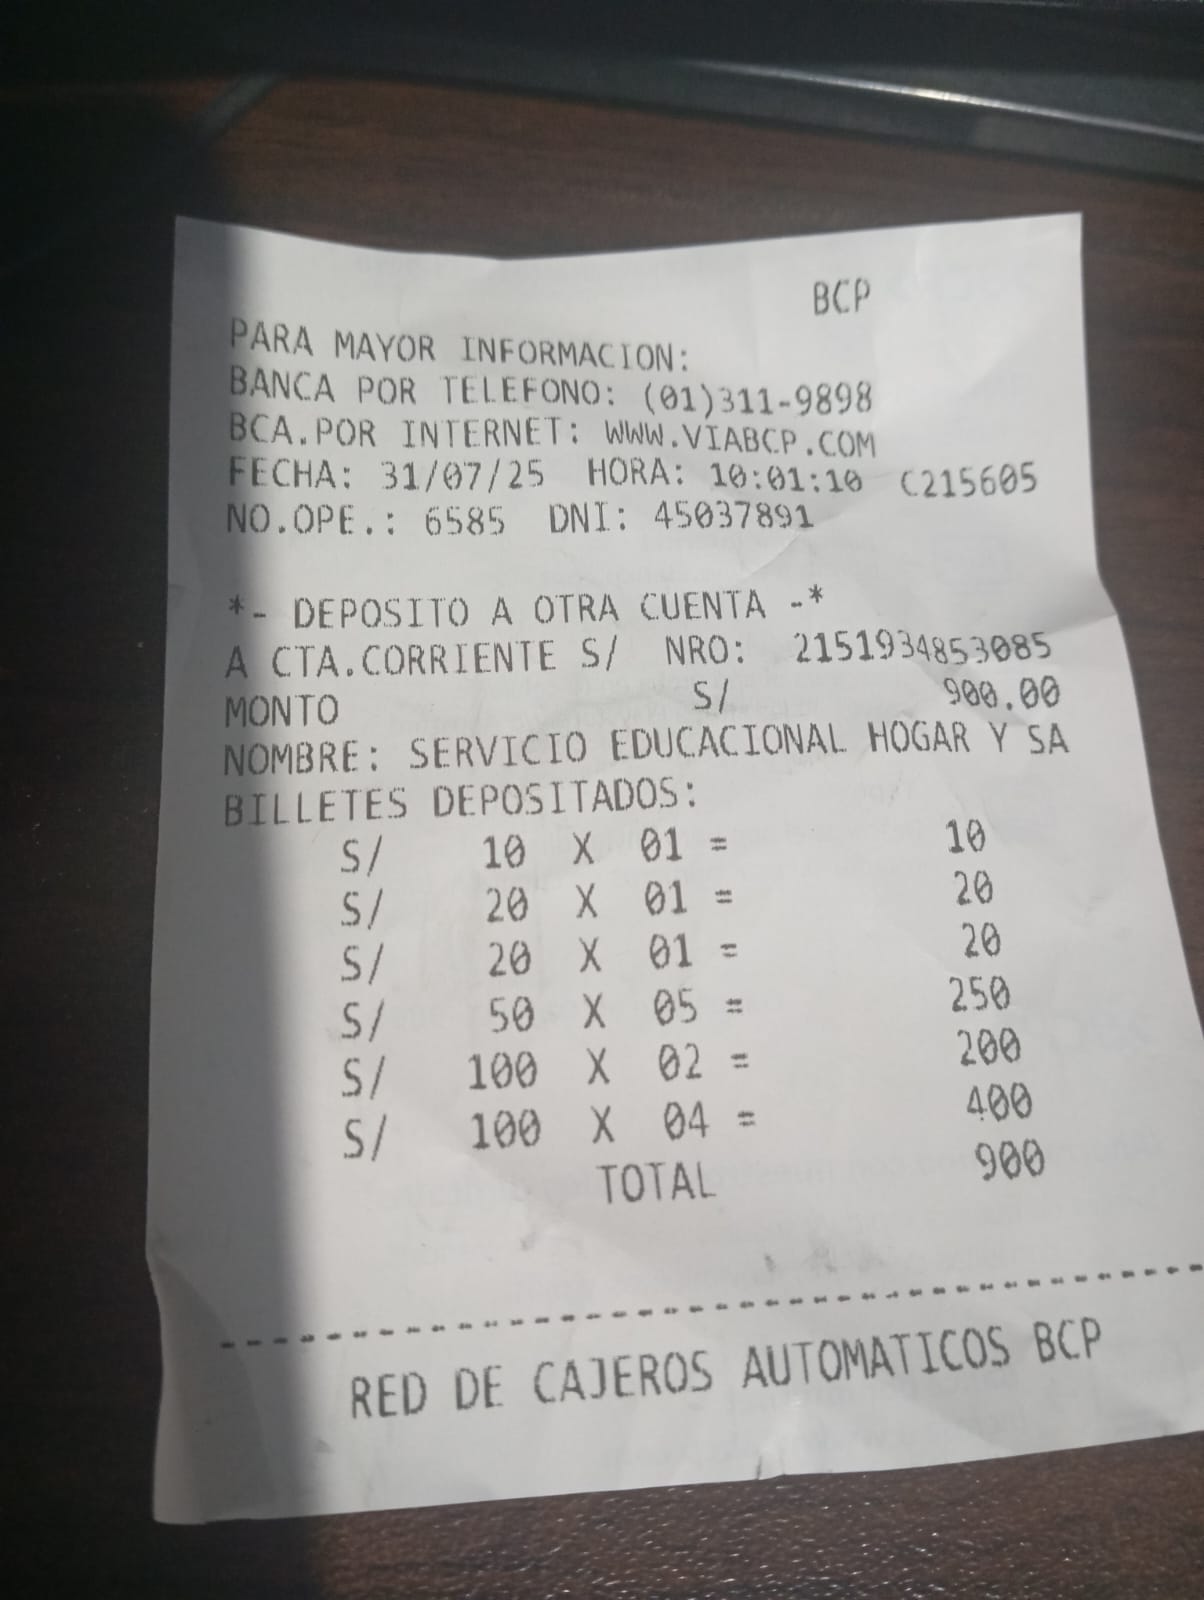 BCP
PARA MAYOR INFORMACION:
BANCA POR TELEFONO: (01)311-9898
BCA.POR INTERNET: WWW.VIABCP.COM
FECHA: 31/07/25 HORA: 10:01:10 C215605
NO.OPE.: 6585 DNI: 45037891
*- DEPOSITO A OTRA CUENTA -*
A CTA.CORRIENTE S/ NRO: 2151934853085
MONTO S/ 900.00
NOMBRE: SERVICIO EDUCACIONAL HOGAR Y SA
BILLETES DEPOSITADOS:
S/ 10 X 01 = 10
S/ 20 X 01 = 20
S/ 20 X 01 = 20
S/ 50 X 05 = 250
S/ 100 X 02 = 200
S/ 100 X 04 = 400
TOTAL 900
RED DE CAJEROS AUTOMATICOS BCP